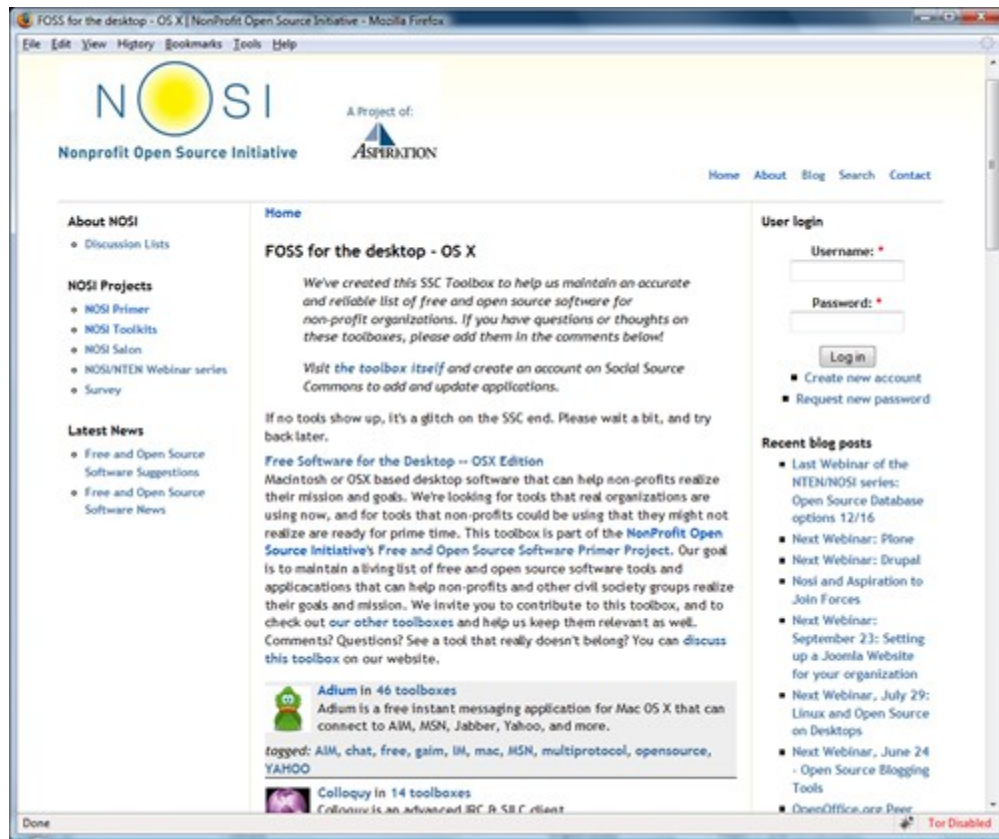 FOSS for the desktop - OS X | NonProfit Open Source Initiative - Mozilla Firefox
File Edit View History Bookmarks Tools Help
NOSI
Nonprofit Open Source Initiative
A Project of:
ASPIRATION
Home About Blog Search Contact
About NOSI
Discussion Lists
NOSI Projects
NOSI Primer
NOSI Toolkits
NOSI Salon
NOSI/NTEN Webinar series
Survey
Latest News
Free and Open Source
Software Suggestions
Free and Open Source
Software News
Home
FOSS for the desktop - OS X
We've created this SSC Toolbox to help us maintain an accurate
and reliable list of free and open source software for
non-profit organizations. If you have questions or thoughts on
these toolboxes, please add them in the comments below!
Visit the toolbox itself and create an account on Social Source
Commons to add and update applications.
If no tools show up, it's a glitch on the SSC end. Please wait a bit, and try
back later.
Free Software for the Desktop -- OSX Edition
Macintosh or OSX based desktop software that can help non-profits realize
their mission and goals. We're looking for tools that real organizations are
using now, and for tools that non-profits could be using that they might not
realize are ready for prime time. This toolbox is part of the NonProfit Open
Source Initiative's Free and Open Source Software Primer Project. Our goal
is to maintain a living list of free and open source software tools and
applicacations that can help non-profits and other civil society groups realize
their goals and mission. We invite you to contribute to this toolbox, and to
check out our other toolboxes and help us keep them relevant as well.
Comments? Questions? See a tool that really doesn't belong? You can discuss
this toolbox on our website.
Adium in 46 toolboxes
Adium is a free instant messaging application for Mac OS X that can
connect to AIM, MSN, Jabber, Yahoo, and more.
tagged: AIM, chat, free, gaim, IM, mac, MSN, multiprotocol, opensource,
YAHOO
Colloquy in 14 toolboxes
Colloquy is an advanced IRC & SILC client
User login
Username: *
Password: *
Log in
Create new account
Request new password
Recent blog posts
Last Webinar of the
NTEN/NOSI series:
Open Source Database
options 12/16
Next Webinar: Plone
Next Webinar: Drupal
Nosi and Aspiration to
Join Forces
Next Webinar:
September 23: Setting
up a Joomla Website
for your organization
Next Webinar, July 29:
Linux and Open Source
on Desktops
Next Webinar, June 24
- Open Source Blogging
Tools
OpenOffice.org Peer
Done
Tor Disabled